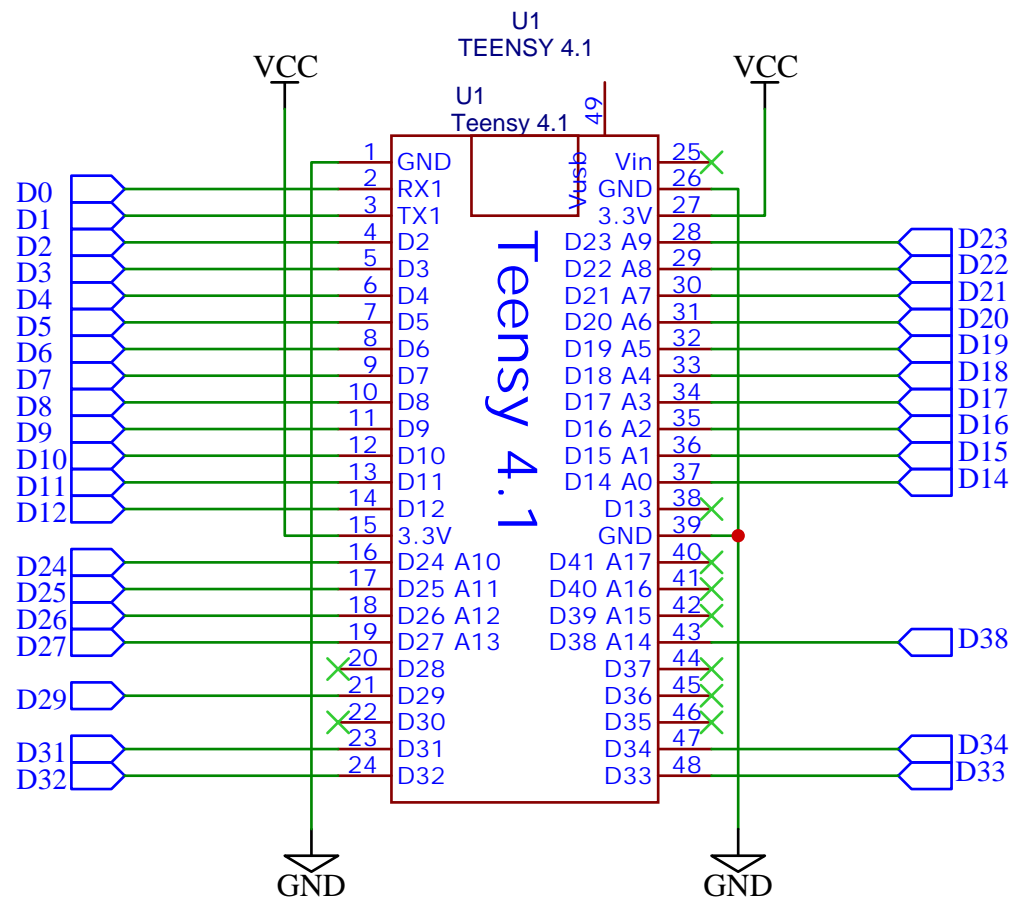 U1
TEENSY 4.1
VCC
VCC
U1
Teensy 4.1
49
Vusb
Teensy 4.1
1 GND
D0 2 RX1
D1 3 TX1
D2 4 D2
D3 5 D3
D4 6 D4
D5 7 D5
D6 8 D6
D7 9 D7
D8 10 D8
D9 11 D9
D10 12 D10
D11 13 D11
D12 14 D12
15 3.3V
D24 16 D24 A10
D25 17 D25 A11
D26 18 D26 A12
D27 19 D27 A13
20 D28
D29 21 D29
22 D30
D31 23 D31
D32 24 D32
Vin 25
GND 26
3.3V 27
D23 A9 28 D23
D22 A8 29 D22
D21 A7 30 D21
D20 A6 31 D20
D19 A5 32 D19
D18 A4 33 D18
D17 A3 34 D17
D16 A2 35 D16
D15 A1 36 D15
D14 A0 37 D14
D13 38
GND 39
D41 A17 40
D40 A16 41
D39 A15 42
D38 A14 43 D38
D37 44
D36 45
D35 46
D34 47 D34
D33 48 D33
GND
GND